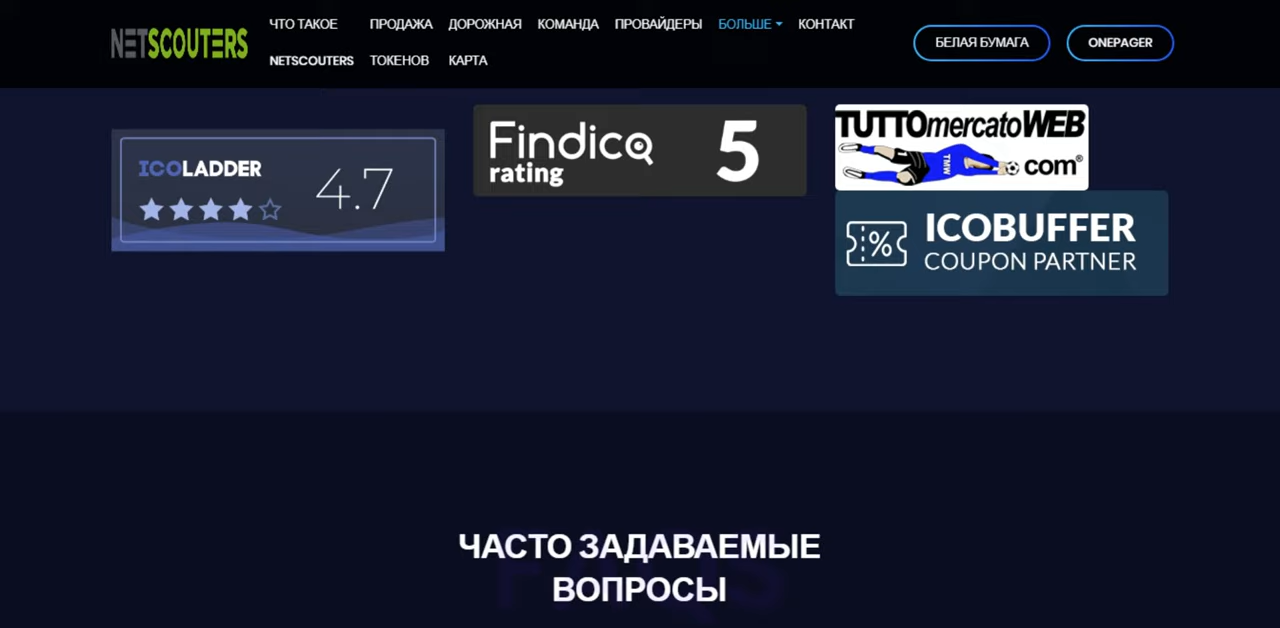 NETSCOUTERS
ЧТО ТАКОЕ
NETSCOUTERS
ПРОДАЖА
ТОКЕНОВ
ДОРОЖНАЯ
КАРТА
КОМАНДА
ПРОВАЙДЕРЫ
БОЛЬШЕ
КОНТАКТ
БЕЛАЯ БУМАГА
ONEPAGER
ICOLADDER
4.7
Findico
rating
5
TUTTOmercatoWEB
.com®
TMW
ICOBUFFER
COUPON PARTNER
%
ЧАСТО ЗАДАВАЕМЫЕ
ВОПРОСЫ
FAQS